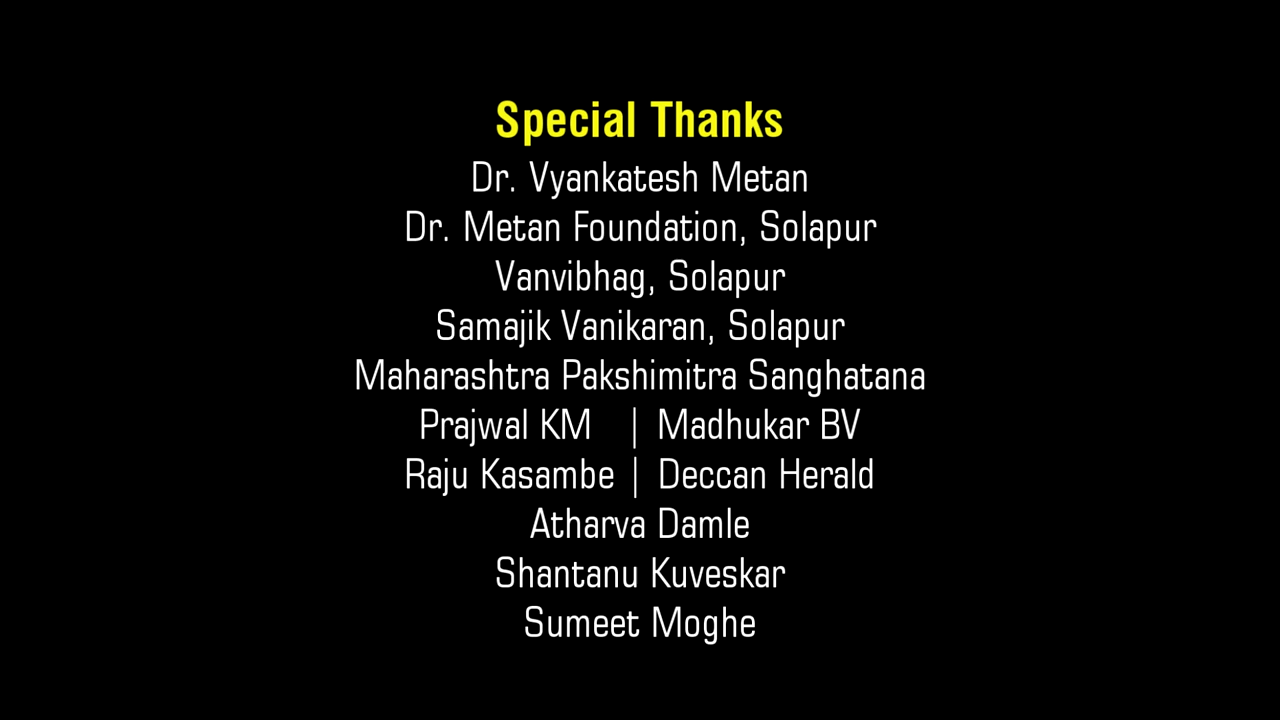 Special Thanks
Dr. Vyankatesh Metan
Dr. Metan Foundation, Solapur
Vanvibhag, Solapur
Samajik Vanikaran, Solapur
Maharashtra Pakshimitra Sanghatana
Prajwal KM | Madhukar BV
Raju Kasambe | Deccan Herald
Atharva Damle
Shantanu Kuveskar
Sumeet Moghe